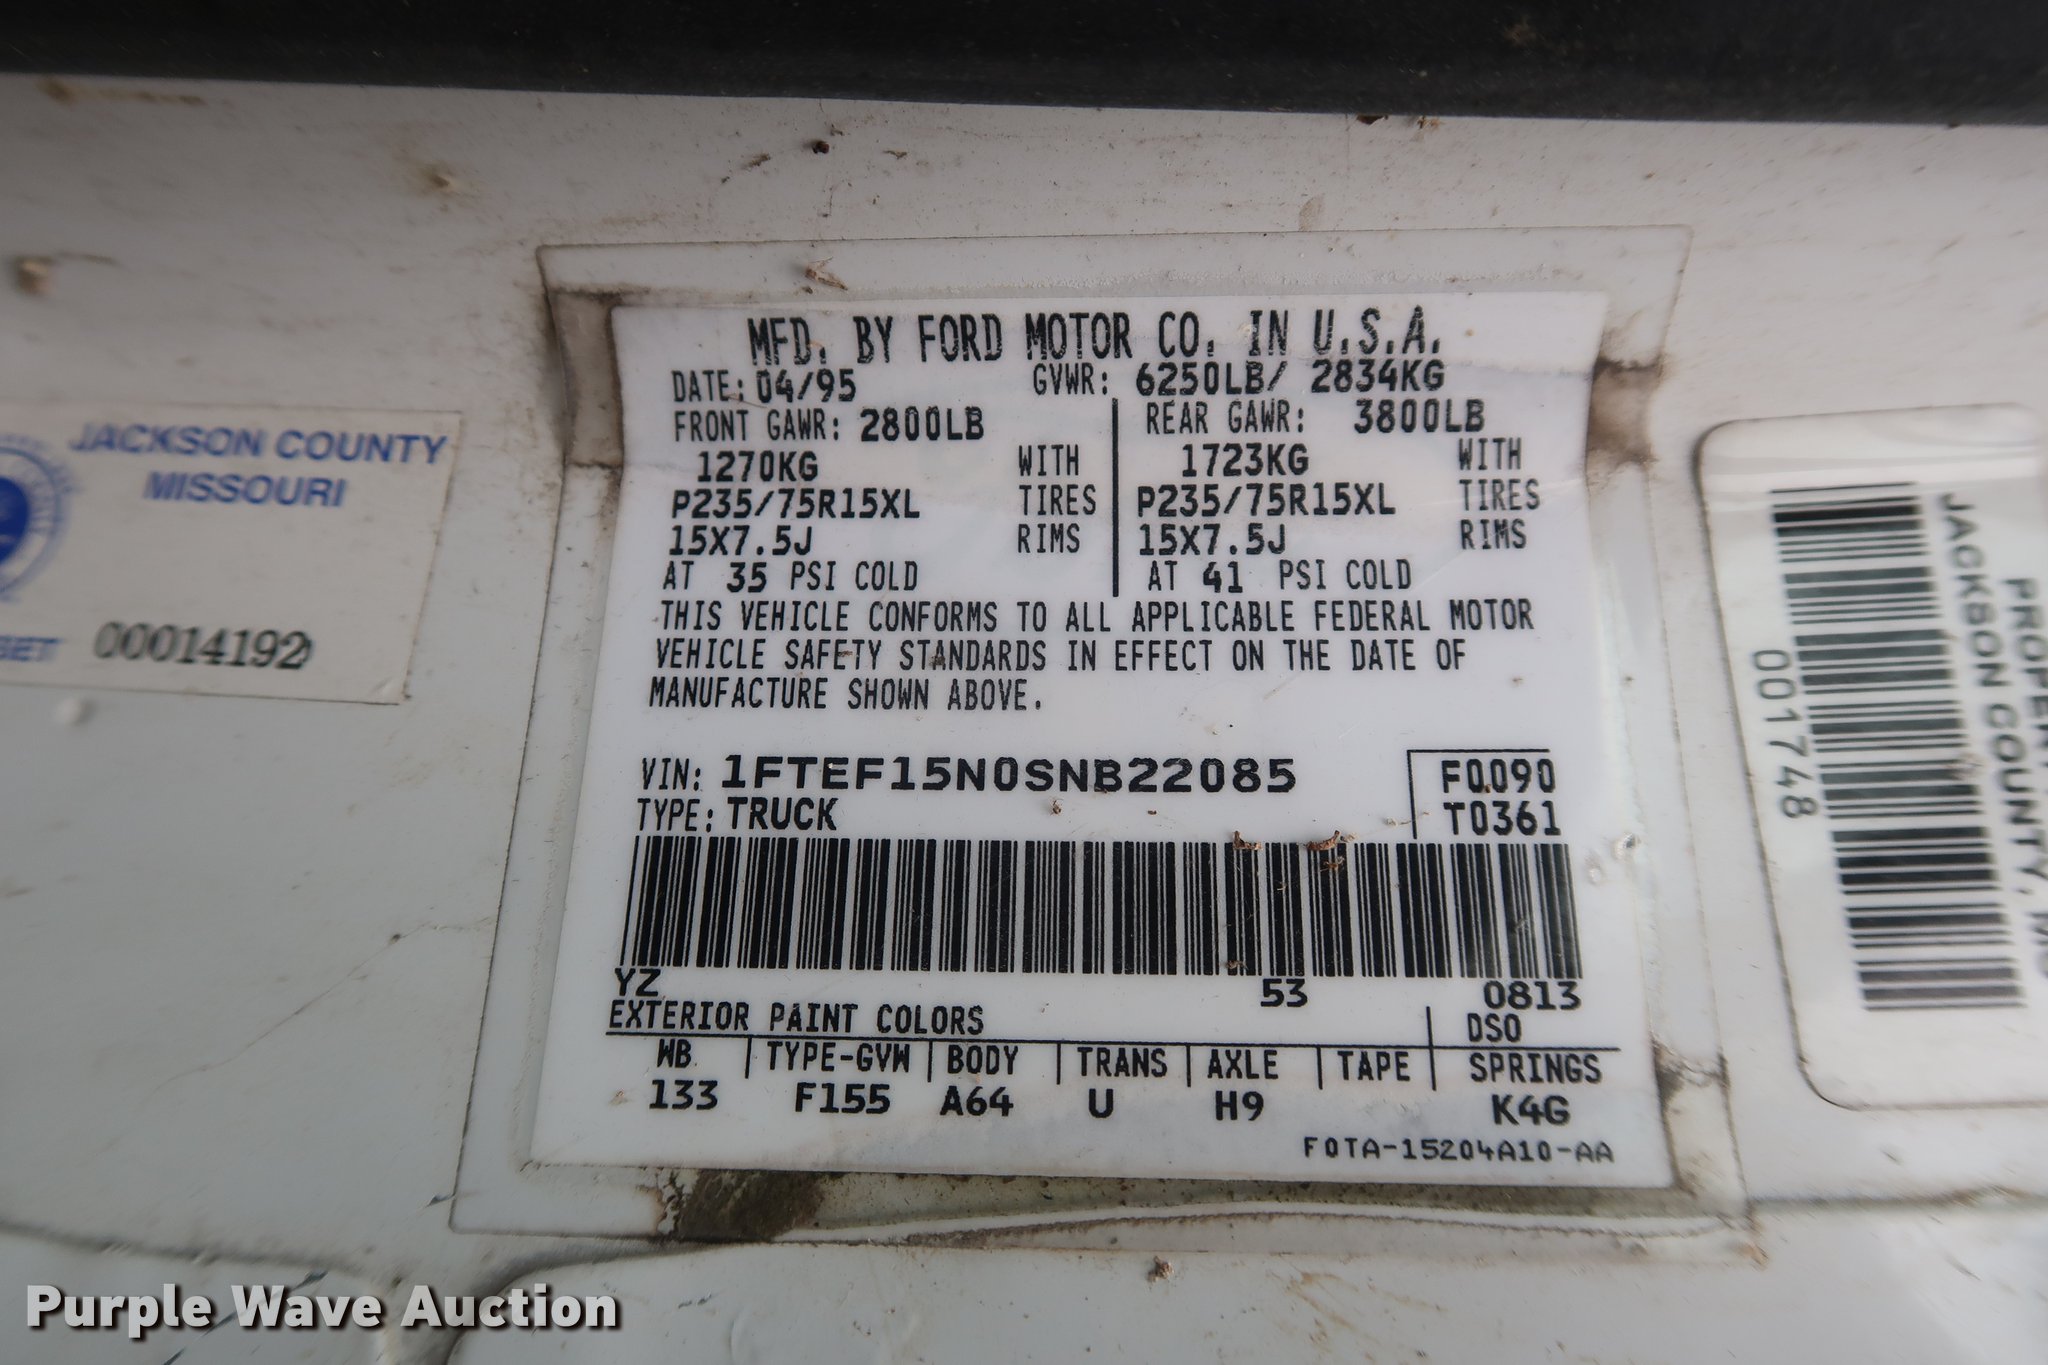 MFD. BY FORD MOTOR CO. IN U.S.A.
DATE: 04/95 GVWR: 6250LB/ 2834KG
FRONT GAWR: 2800LB REAR GAWR: 3800LB
1270KG WITH 1723KG WITH
P235/75R15XL TIRES P235/75R15XL TIRES
15X7.5J RIMS 15X7.5J RIMS
AT 35 PSI COLD AT 41 PSI COLD
THIS VEHICLE CONFORMS TO ALL APPLICABLE FEDERAL MOTOR
VEHICLE SAFETY STANDARDS IN EFFECT ON THE DATE OF
MANUFACTURE SHOWN ABOVE.
VIN: 1FTEF15N0SNB22085 F0090
TYPE: TRUCK T0361
YZ 53 0813
EXTERIOR PAINT COLORS DSO
WB TYPE-GVW BODY TRANS AXLE TAPE SPRINGS
133 F155 A64 U H9 K4G
F0TA-15204A10-AA
JACKSON COUNTY
MISSOURI
00014192
JACKSON COUNTY,
001748
Purple Wave Auction